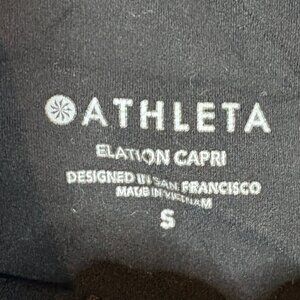 ATHLETA
ELATION CAPRI
DESIGNED IN SAN FRANCISCO
MADE IN VIETNAM
S